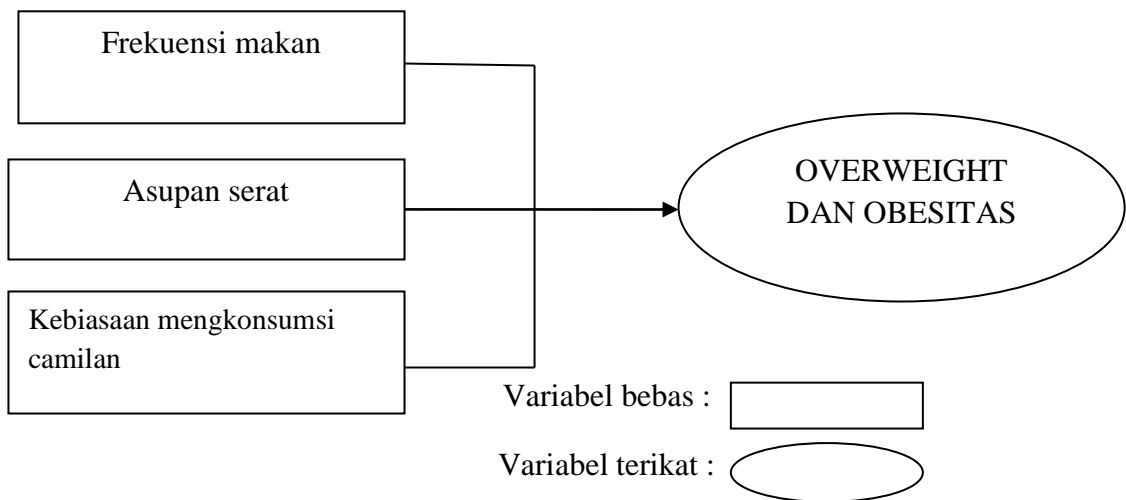 Frekuensi makan
Asupan serat
Kebiasaan mengkonsumsi
camilan
OVERWEIGHT
DAN OBESITAS
Variabel bebas :
Variabel terikat :